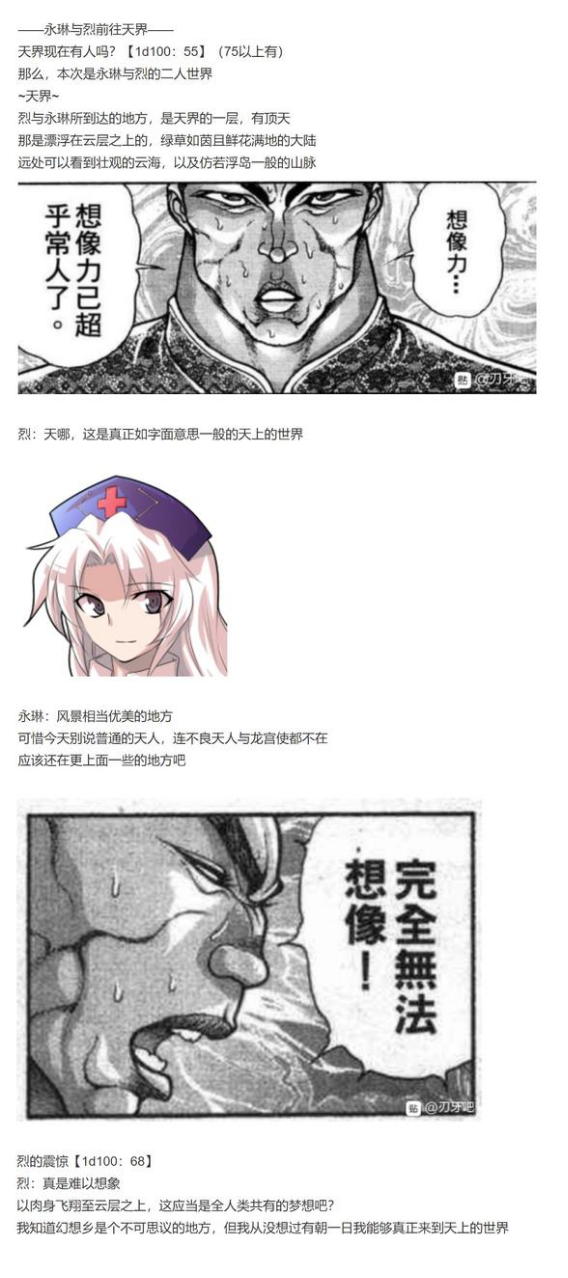 ——永琳与烈前往天界——
天界现在有人吗？【1d100：55】（75以上有）
那么，本次是永琳与烈的二人世界
~天界~
烈与永琳所到达的地方，是天界的一层，有顶天
那是漂浮在云层之上的，绿草如茵且鲜花满地的大陆
远处可以看到壮观的云海，以及仿若浮岛一般的山脉
想像力…
想像力已超
乎常人了。
貼 @刃牙吧
烈：天哪，这是真正如字面意思一般的天上的世界
永琳：风景相当优美的地方
可惜今天别说普通的天人，连不良天人与龙宫使都不在
应该还在更上面一些的地方吧
完全無法
想像！
貼 @刃牙吧
烈的震惊【1d100：68】
烈：真是难以想象
以肉身飞翔至云层之上，这应当是全人类共有的梦想吧？
我知道幻想乡是个不可思议的地方，但我从没想过有朝一日我能够真正来到天上的世界